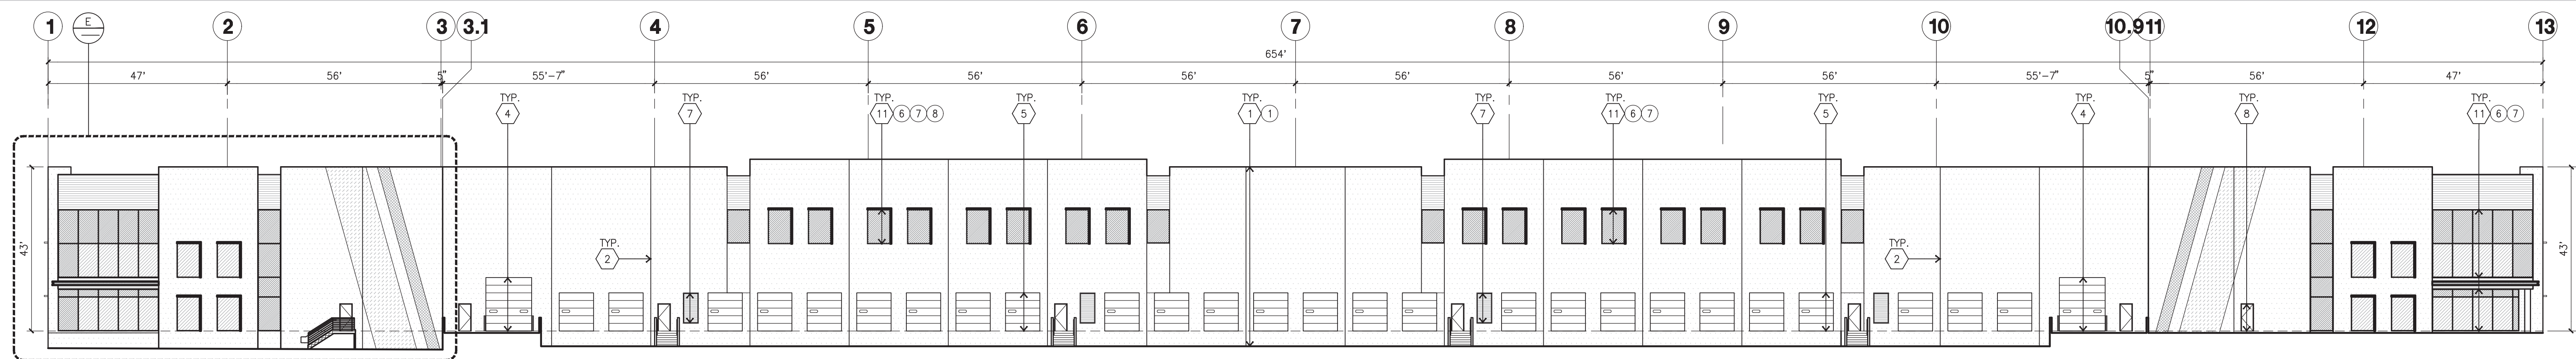 1 E 2 3 3.1 4 5 6 7 8 9 10 10.9 11 12 13
654'
47' 56' 5" 55'-7" 56' 56' 56' 56' 56' 56' 55'-7" 5" 56' 47'
TYP. TYP. TYP. TYP. TYP. TYP. TYP. TYP. TYP. TYP. TYP.
4 7 11 6 7 8 5 1 1 7 11 6 7 5 4 8 11 6 7
43' 43'
TYP. TYP.
2 2